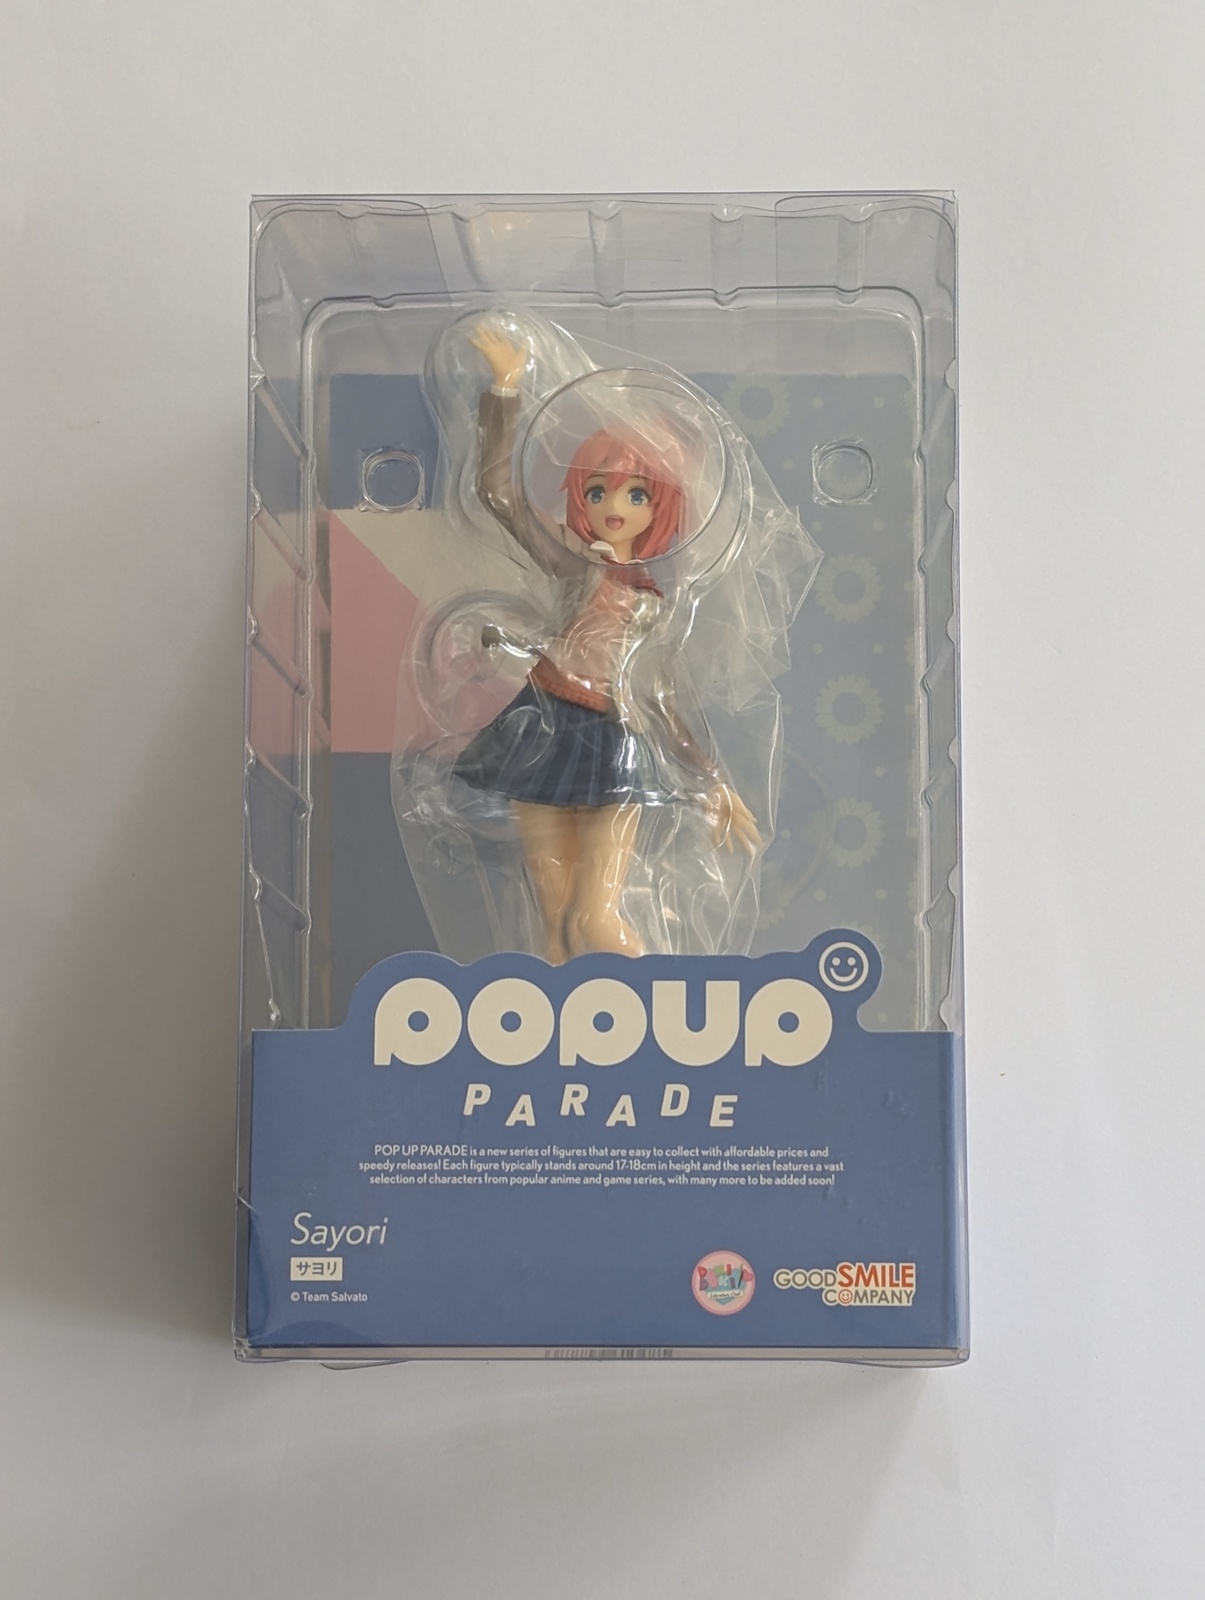 POPUP
PARADE
POP UP PARADE is a new series of figures that are easy to collect with affordable prices and
speedy releases! Each figure typically stands around 17-18cm in height and the series features a vast
selection of characters from popular anime and game series, with many more to be added soon!
Sayori
サヨリ
© Team Salvato
GOOD SMILE
COMPANY